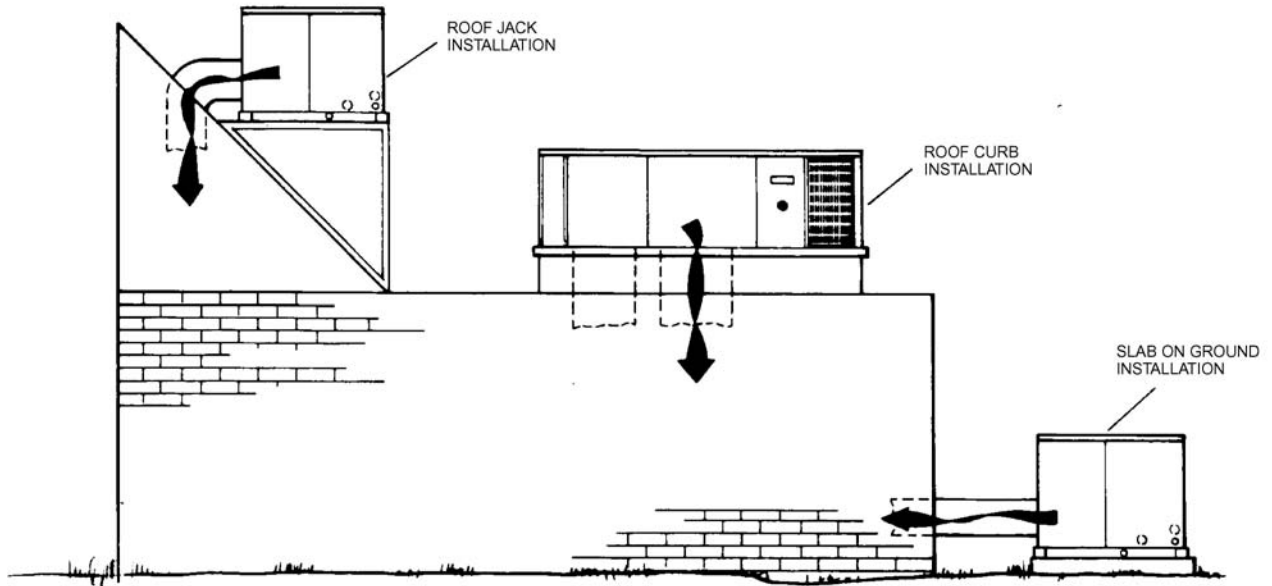 ROOF JACK
INSTALLATION
ROOF CURB
INSTALLATION
SLAB ON GROUND
INSTALLATION